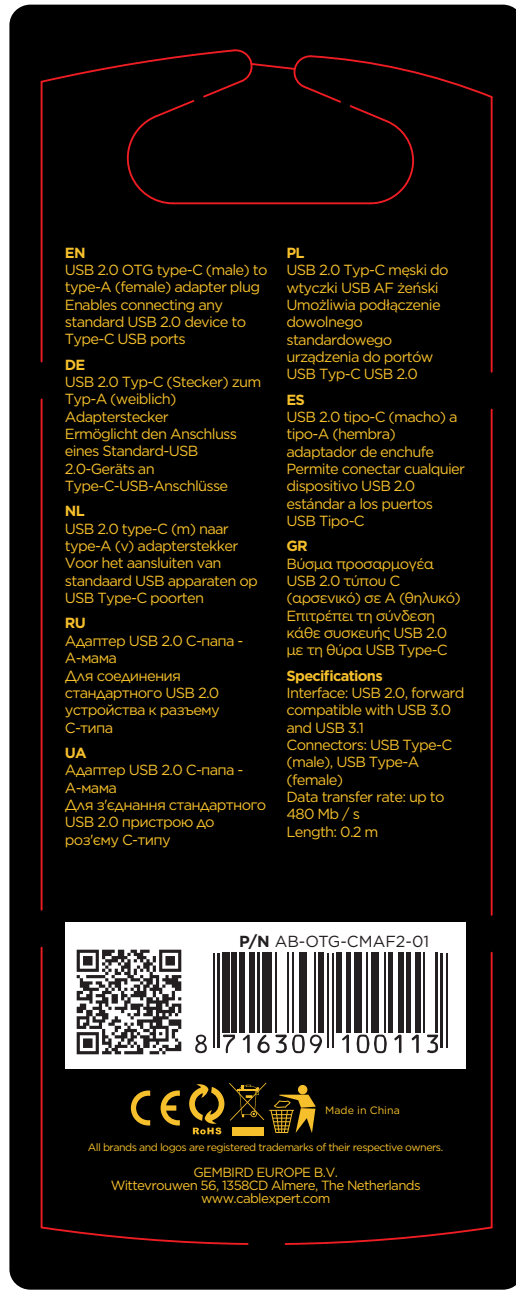 EN
USB 2.0 OTG type-C (male) to
type-A (female) adapter plug
Enables connecting any
standard USB 2.0 device to
Type-C USB ports
DE
USB 2.0 Typ-C (Stecker) zum
Typ-A (weiblich)
Adapterstecker
Ermöglicht den Anschluss
eines Standard-USB
2.0-Geräts an
Type-C-USB-Anschlüsse
NL
USB 2.0 type-C (m) naar
type-A (v) adapterstekker
Voor het aansluiten van
standaard USB apparaten op
USB Type-C poorten
RU
Адаптер USB 2.0 С-папа -
А-мама
Для соединения
стандартного USB 2.0
устройства к разъему
С-типа
UA
Адаптер USB 2.0 С-папа -
А-мама
Для з'єднання стандартного
USB 2.0 пристрою до
роз'єму С-типу
PL
USB 2.0 Typ-C męski do
wtyczki USB AF żeński
Umożliwia podłączenie
dowolnego
standardowego
urządzenia do portów
USB Typ-C USB 2.0
ES
USB 2.0 tipo-C (macho) a
tipo-A (hembra)
adaptador de enchufe
Permite conectar cualquier
dispositivo USB 2.0
estándar a los puertos
USB Tipo-C
GR
Βύσμα προσαρμογέα
USB 2.0 τύπου C
(αρσενικό) σε A (θηλυκό)
Επιτρέπει τη σύνδεση
κάθε συσκευής USB 2.0
με τη θύρα USB Type-C
Specifications
Interface: USB 2.0, forward
compatible with USB 3.0
and USB 3.1
Connectors: USB Type-C
(male), USB Type-A
(female)
Data transfer rate: up to
480 Mb / s
Length: 0.2 m
P/N AB-OTG-CMAF2-01
8 716309 100113
CE
RoHS
Made in China
All brands and logos are registered trademarks of their respective owners.
GEMBIRD EUROPE B.V.
Wittevrouwen 56, 1358CD Almere, The Netherlands
www.cablexpert.com